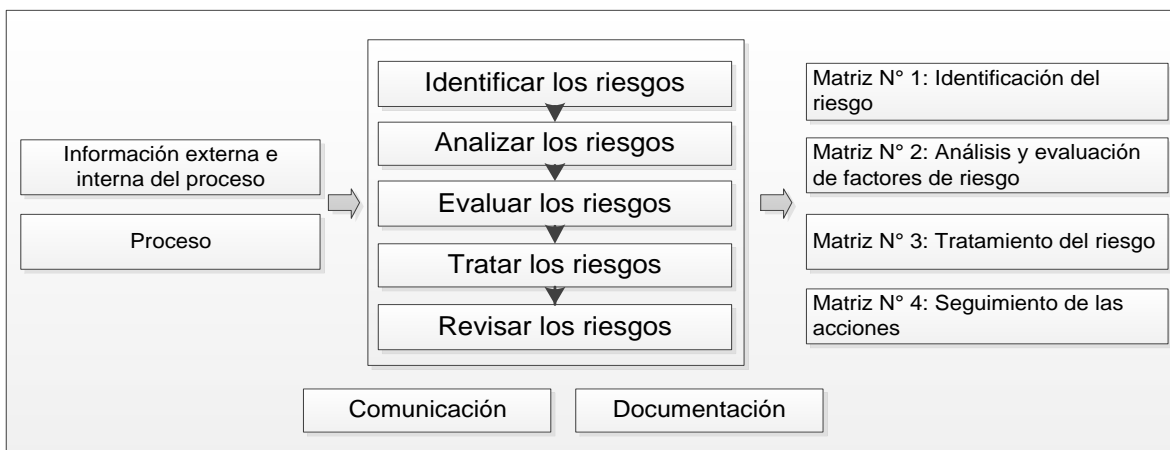 Información externa e
interna del proceso
Proceso
Identificar los riesgos
Analizar los riesgos
Evaluar los riesgos
Tratar los riesgos
Revisar los riesgos
Matriz N° 1: Identificación del
riesgo
Matriz N° 2: Análisis y evaluación
de factores de riesgo
Matriz N° 3: Tratamiento del riesgo
Matriz N° 4: Seguimiento de las
acciones
Comunicación
Documentación